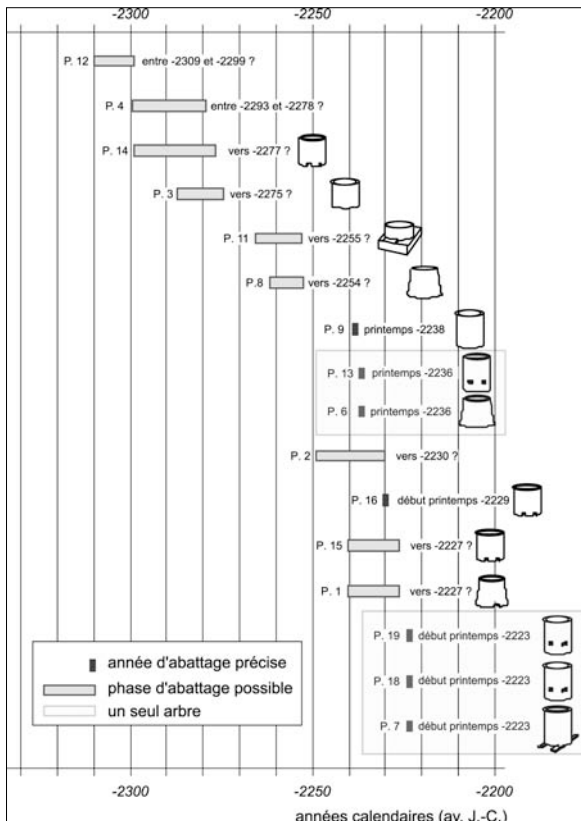 -2300 -2250 -2200
P. 12 entre -2309 et -2299 ?
P. 4 entre -2293 et -2278 ?
P. 14 vers -2277 ?
P. 3 vers -2275 ?
P. 11 vers -2255 ?
P.8 vers -2254 ?
P. 9 printemps -2238
P. 13 printemps -2236
P. 6 printemps -2236
P. 2 vers -2230 ?
P. 16 début printemps -2229
P. 15 vers -2227 ?
P. 1 vers -2227 ?
P. 19 début printemps -2223
P. 18 début printemps -2223
P. 7 début printemps -2223
année d'abattage précise
phase d'abattage possible
un seul arbre
-2300 -2250 -2200
années calendaires (av. J.-C.)